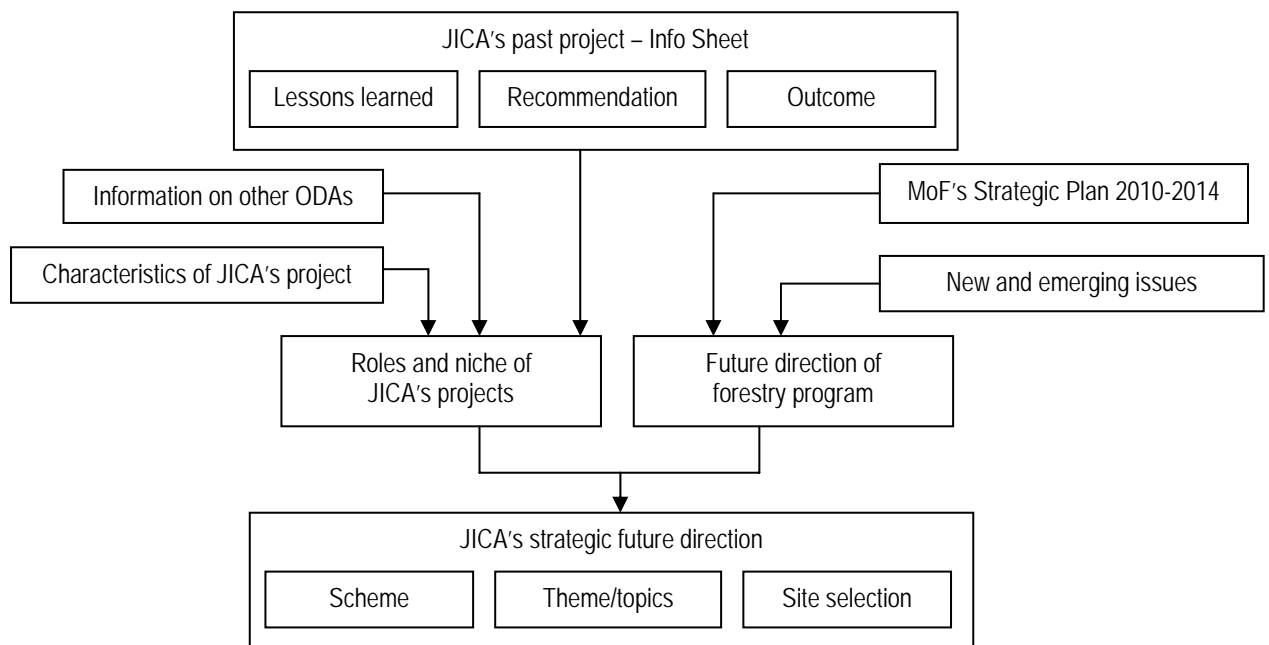 JICA's past project – Info Sheet
Lessons learned
Recommendation
Outcome
Information on other ODAs
MoF's Strategic Plan 2010-2014
Characteristics of JICA's project
New and emerging issues
Roles and niche of
JICA's projects
Future direction of
forestry program
JICA's strategic future direction
Scheme
Theme/topics
Site selection